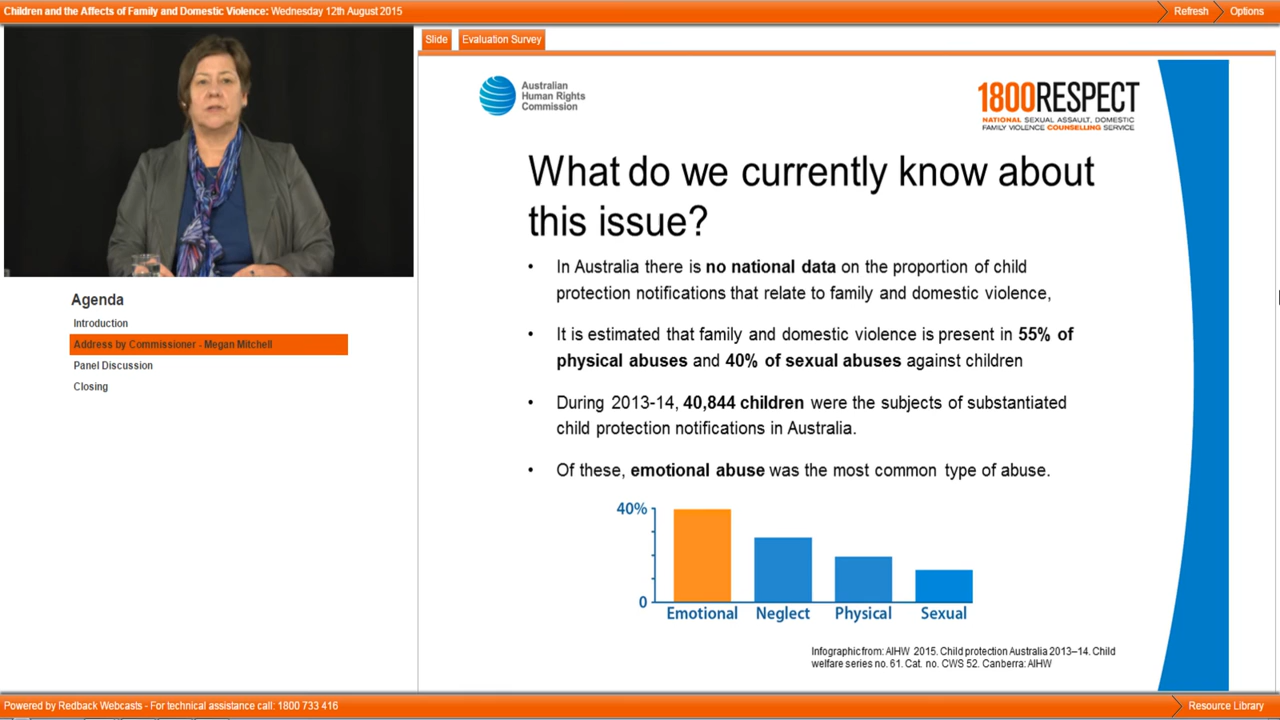 Children and the Affects of Family and Domestic Violence: Wednesday 12th August 2015
Refresh
Options
Slide
Evaluation Survey
Agenda
Introduction
Address by Commissioner - Megan Mitchell
Panel Discussion
Closing
Australian
Human Rights
Commission
1800RESPECT
NATIONAL SEXUAL ASSAULT, DOMESTIC
FAMILY VIOLENCE COUNSELLING SERVICE
What do we currently know about
this issue?
• In Australia there is no national data on the proportion of child
protection notifications that relate to family and domestic violence,
• It is estimated that family and domestic violence is present in 55% of
physical abuses and 40% of sexual abuses against children
• During 2013-14, 40,844 children were the subjects of substantiated
child protection notifications in Australia.
• Of these, emotional abuse was the most common type of abuse.
40%
0
Emotional Neglect Physical Sexual
Infographic from: AIHW 2015. Child protection Australia 2013–14. Child
welfare series no. 61. Cat. no. CWS 52. Canberra: AIHW
Powered by Redback Webcasts - For technical assistance call: 1800 733 416
Resource Library